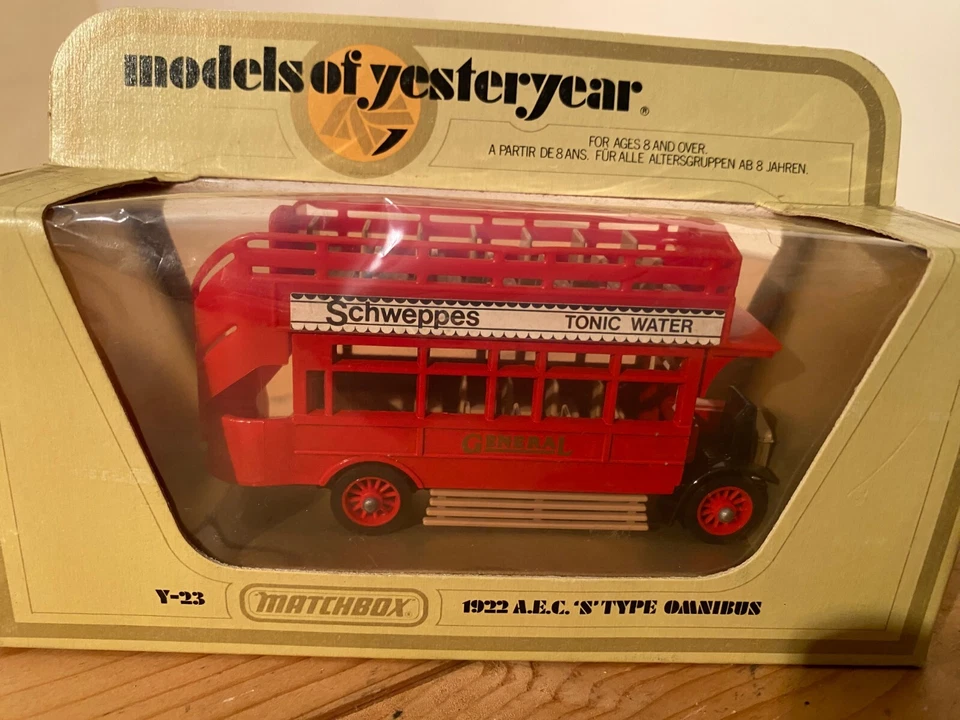 models of yesteryear®
FOR AGES 8 AND OVER.
A PARTIR DE 8 ANS. FÜR ALLE ALTERSGRUPPEN AB 8 JAHREN.
Schweppes TONIC WATER
GENERAL
Y-23 MATCHBOX 1922 A.E.C. 'S' TYPE OMNIBUS